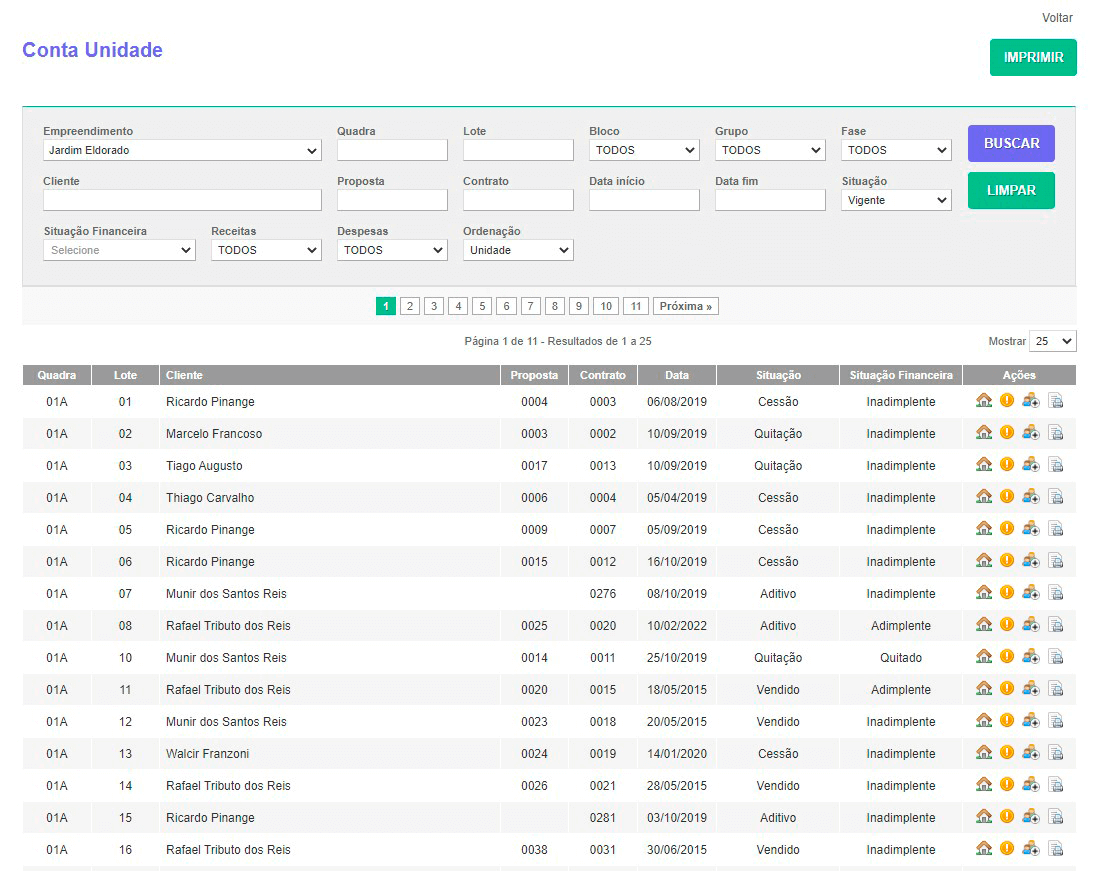 Voltar
Conta Unidade
IMPRIMIR
Empreendimento Quadra Lote Bloco Grupo Fase
Jardim Eldorado TODOS TODOS TODOS BUSCAR
Cliente Proposta Contrato Data início Data fim Situação
Vigente LIMPAR
Situação Financeira Receitas Despesas Ordenação
Selecione TODOS TODOS Unidade
1 2 3 4 5 6 7 8 9 10 11 Próxima »
Página 1 de 11 - Resultados de 1 a 25 Mostrar 25
Quadra Lote Cliente Proposta Contrato Data Situação Situação Financeira Ações
01A 01 Ricardo Pinange 0004 0003 06/08/2019 Cessão Inadimplente
01A 02 Marcelo Francoso 0003 0002 10/09/2019 Quitação Inadimplente
01A 03 Tiago Augusto 0017 0013 10/09/2019 Quitação Inadimplente
01A 04 Thiago Carvalho 0006 0004 05/04/2019 Cessão Inadimplente
01A 05 Ricardo Pinange 0009 0007 05/09/2019 Cessão Inadimplente
01A 06 Ricardo Pinange 0015 0012 16/10/2019 Cessão Inadimplente
01A 07 Munir dos Santos Reis 0276 08/10/2019 Aditivo Inadimplente
01A 08 Rafael Tributo dos Reis 0025 0020 10/02/2022 Aditivo Adimplente
01A 10 Munir dos Santos Reis 0014 0011 25/10/2019 Quitação Quitado
01A 11 Rafael Tributo dos Reis 0020 0015 18/05/2015 Vendido Adimplente
01A 12 Munir dos Santos Reis 0023 0018 20/05/2015 Vendido Inadimplente
01A 13 Walcir Franzoni 0024 0019 14/01/2020 Cessão Inadimplente
01A 14 Rafael Tributo dos Reis 0026 0021 28/05/2015 Vendido Inadimplente
01A 15 Ricardo Pinange 0281 03/10/2019 Aditivo Inadimplente
01A 16 Rafael Tributo dos Reis 0038 0031 30/06/2015 Vendido Inadimplente